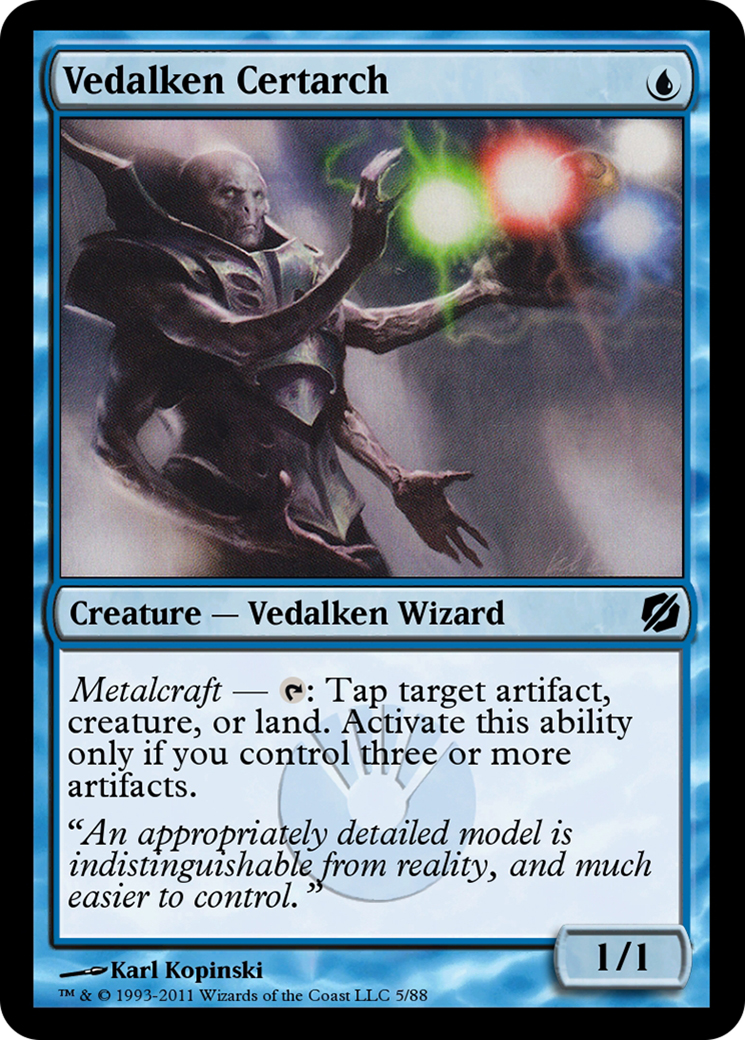 Vedalken Certarch
Creature — Vedalken Wizard
Metalcraft — : Tap target artifact,
creature, or land. Activate this ability
only if you control three or more
artifacts.
“An appropriately detailed model is
indistinguishable from reality, and much
easier to control.”
1/1
Karl Kopinski
™ & © 1993-2011 Wizards of the Coast LLC 5/88